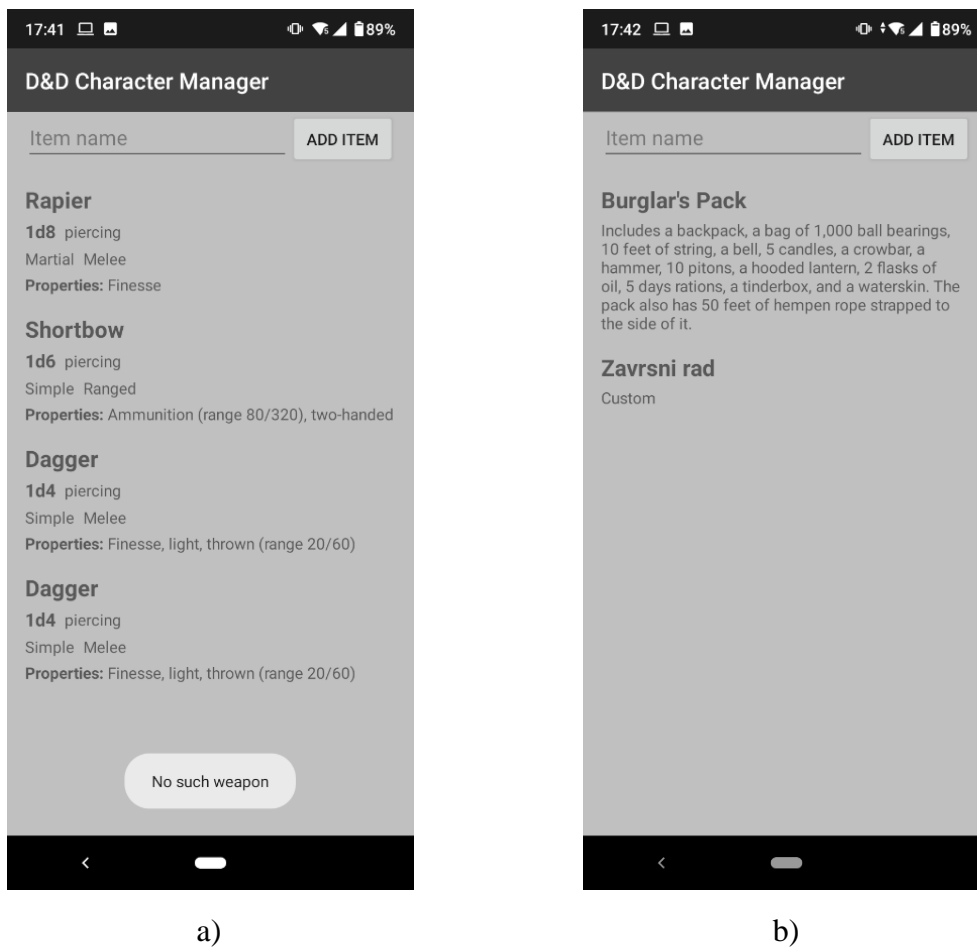 17:41
89%
D&D Character Manager
Item name
ADD ITEM
Rapier
1d8 piercing
Martial Melee
Properties: Finesse
Shortbow
1d6 piercing
Simple Ranged
Properties: Ammunition (range 80/320), two-handed
Dagger
1d4 piercing
Simple Melee
Properties: Finesse, light, thrown (range 20/60)
Dagger
1d4 piercing
Simple Melee
Properties: Finesse, light, thrown (range 20/60)
No such weapon
a)
17:42
89%
D&D Character Manager
Item name
ADD ITEM
Burglar's Pack
Includes a backpack, a bag of 1,000 ball bearings,
10 feet of string, a bell, 5 candles, a crowbar, a
hammer, 10 pitons, a hooded lantern, 2 flasks of
oil, 5 days rations, a tinderbox, and a waterskin. The
pack also has 50 feet of hempen rope strapped to
the side of it.
Zavrsni rad
Custom
b)